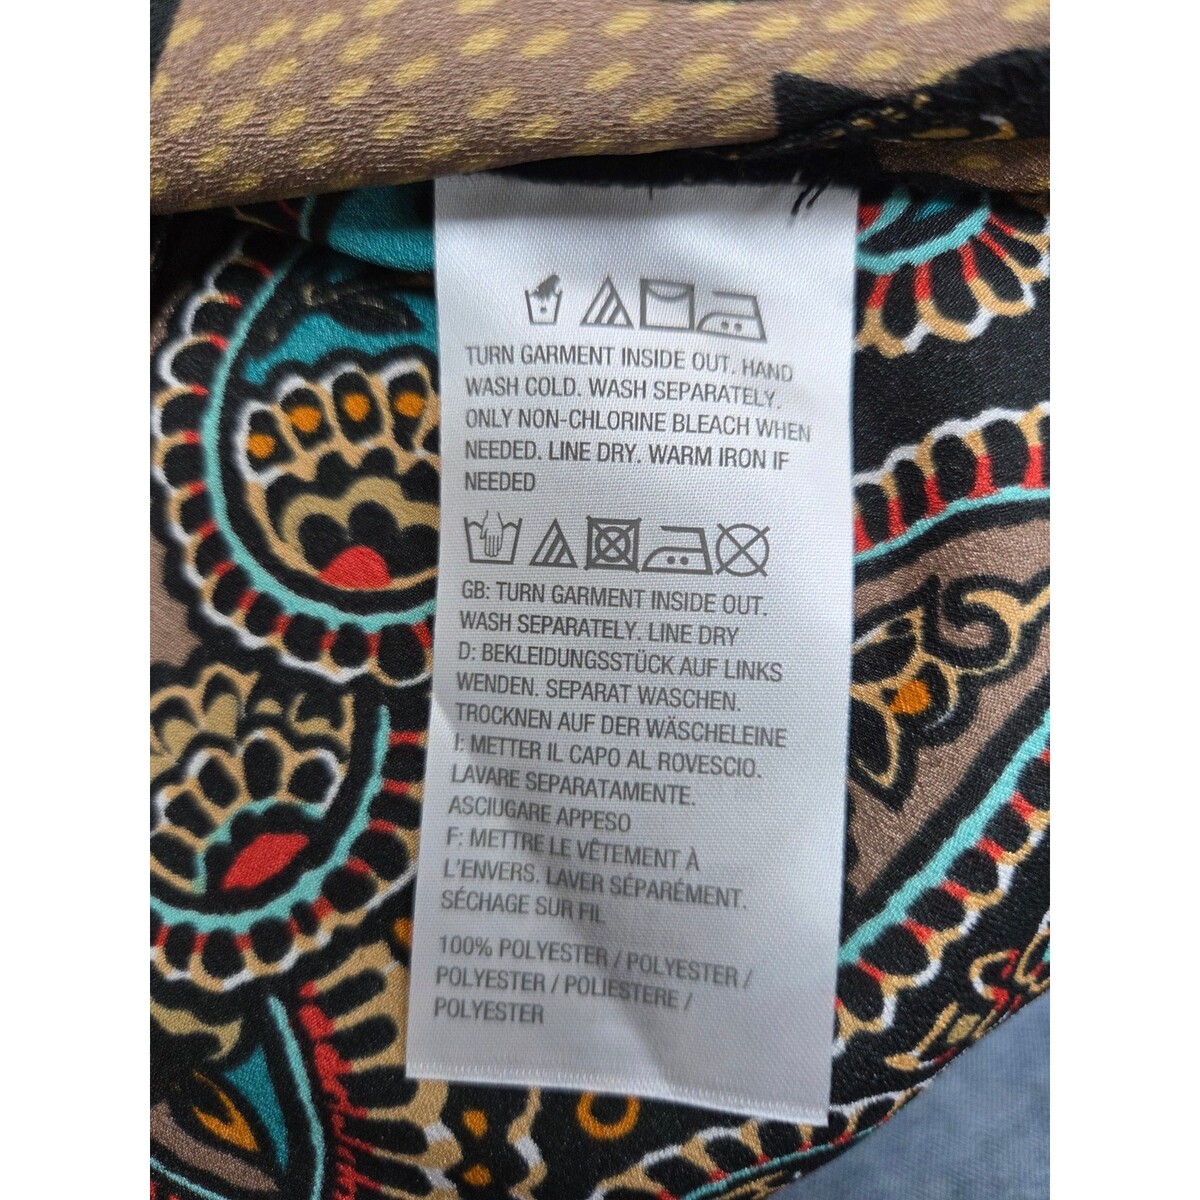 TURN GARMENT INSIDE OUT. HAND
WASH COLD. WASH SEPARATELY.
ONLY NON-CHLORINE BLEACH WHEN
NEEDED. LINE DRY. WARM IRON IF
NEEDED
GB: TURN GARMENT INSIDE OUT.
WASH SEPARATELY. LINE DRY
D: BEKLEIDUNGSSTÜCK AUF LINKS
WENDEN. SEPARAT WASCHEN.
TROCKNEN AUF DER WÄSCHELEINE
I: METTER IL CAPO AL ROVESCIO.
LAVARE SEPARATAMENTE.
ASCIUGARE APPESO
F: METTRE LE VÊTEMENT À
L'ENVERS. LAVER SÉPARÉMENT.
SÉCHAGE SUR FIL
100% POLYESTER / POLYESTER /
POLYESTER / POLIESTERE /
POLYESTER